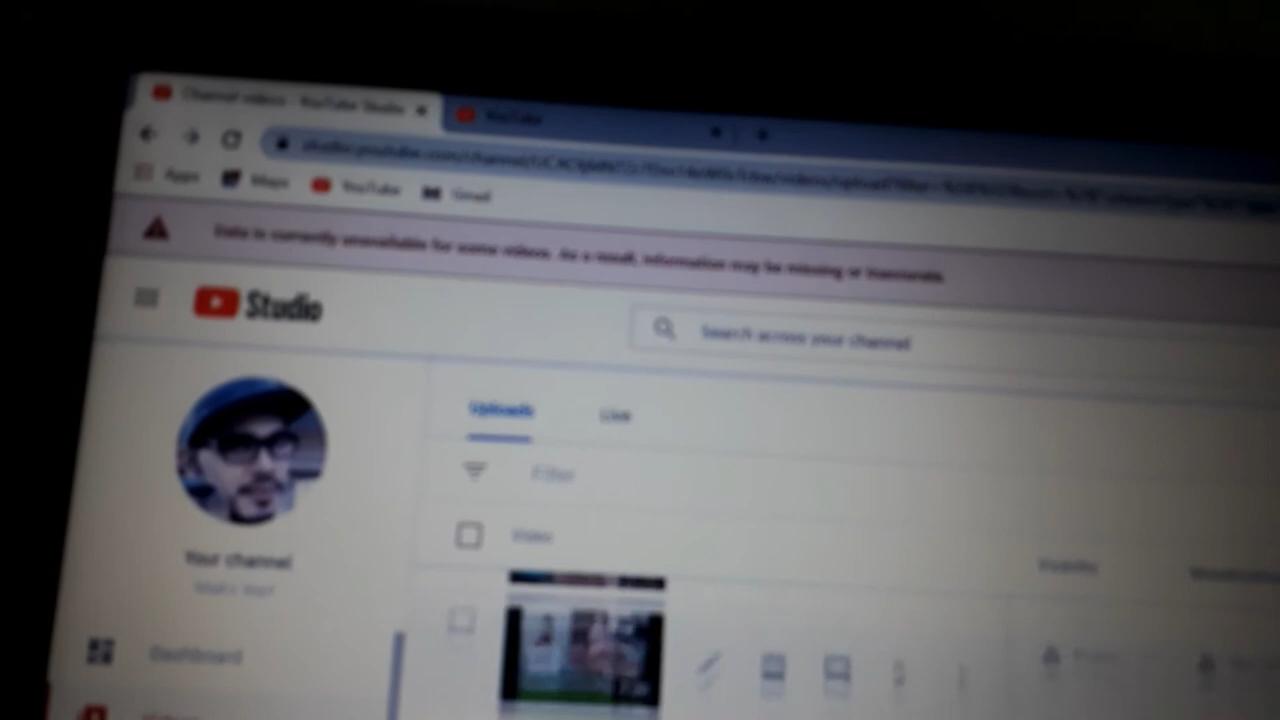 Channel videos - YouTube Studio
YouTube
Apps Maps YouTube Gmail
Data is currently unavailable for some videos. As a result, information may be missing or inaccurate.
Studio
Search across your channel
Uploads Live
Filter
Video
Visibility
Your channel
Dashboard